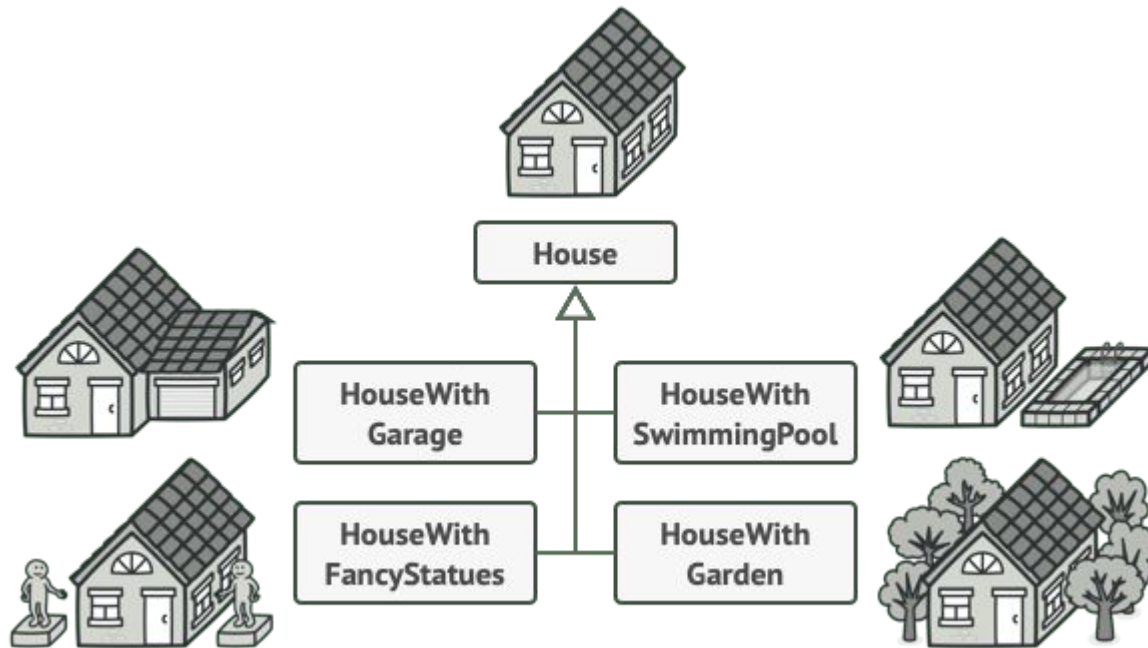 House
HouseWith
Garage
HouseWith
SwimmingPool
HouseWith
FancyStatues
HouseWith
Garden